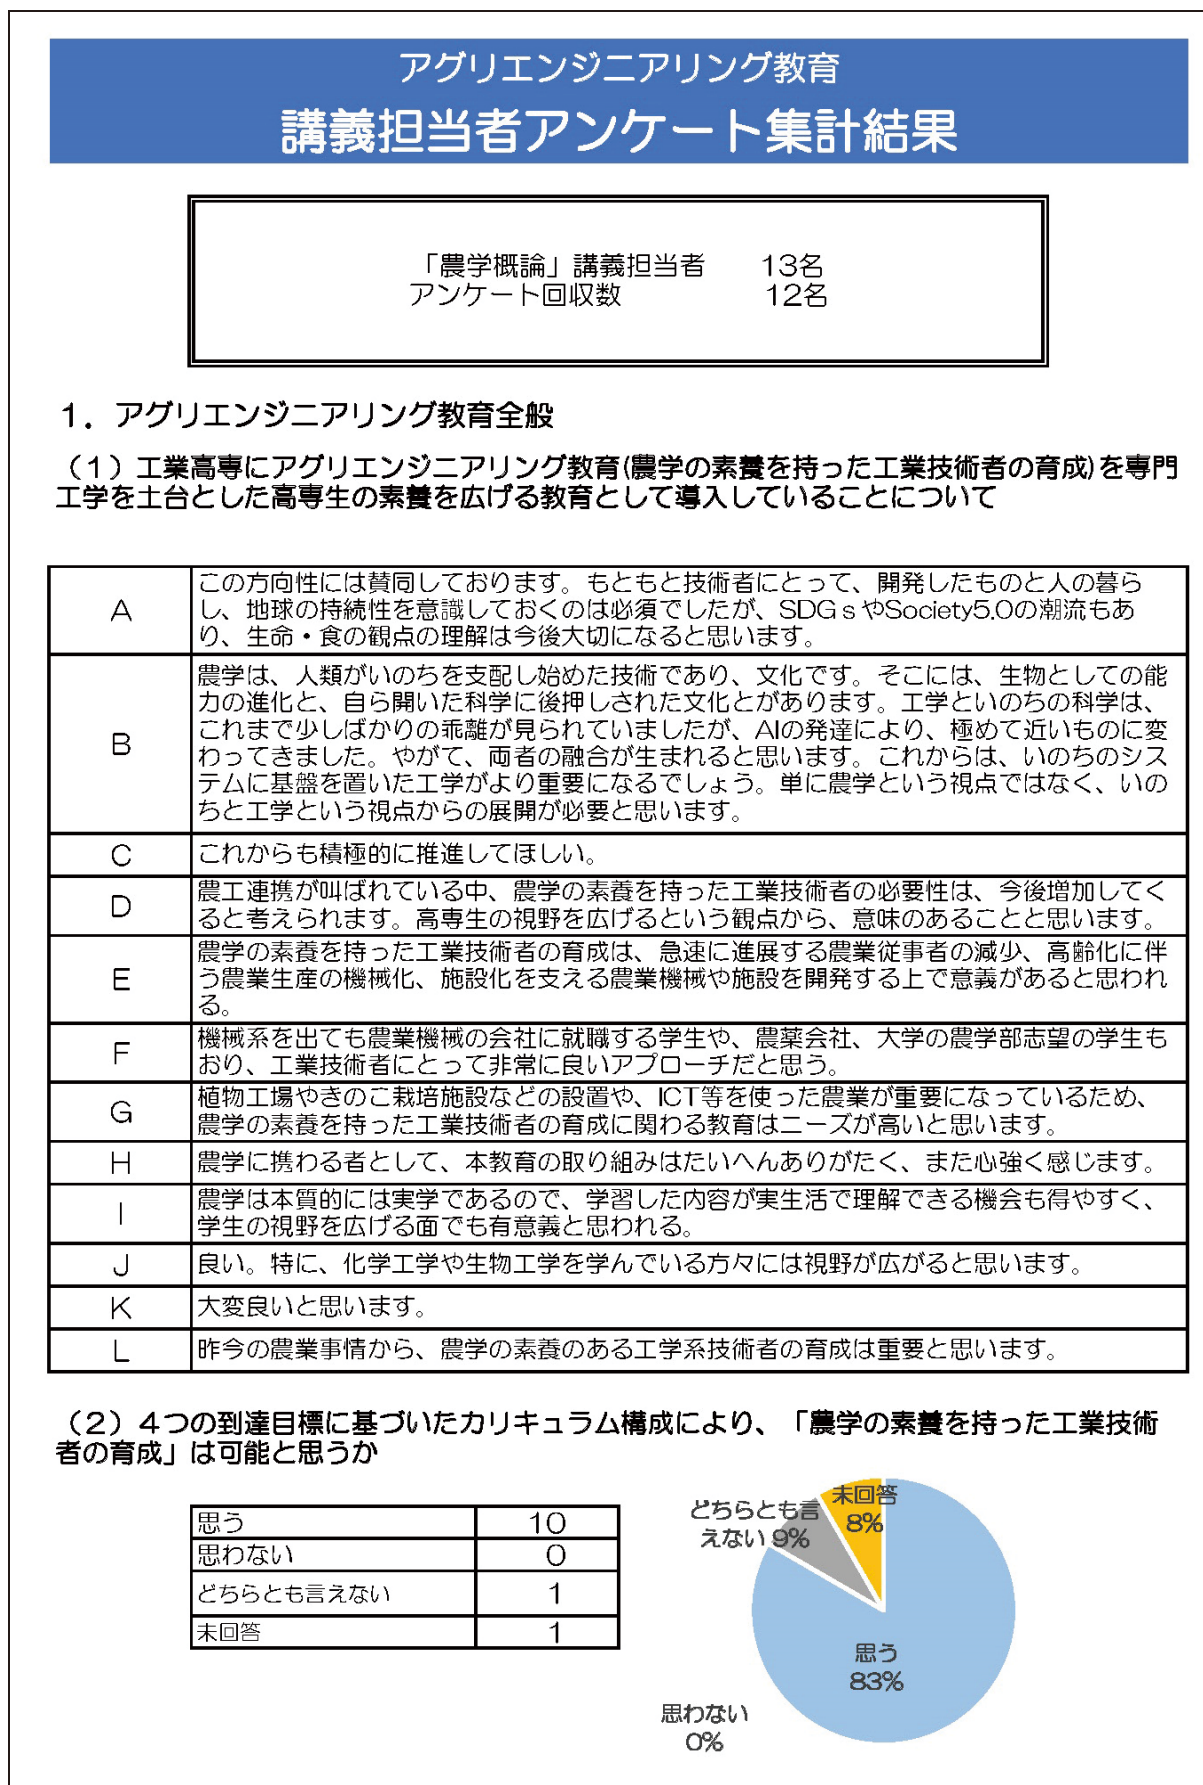 アグリエンジニアリング教育
講義担当者アンケート集計結果
「農学概論」講義担当者 13名
アンケート回収数 12名
1．アグリエンジニアリング教育全般
（1）工業高専にアグリエンジニアリング教育(農学の素養を持った工業技術者の育成)を専門
工学を土台とした高専生の素養を広げる教育として導入していることについて
A
この方向性には賛同しております。もともと技術者にとって、開発したものと人の暮ら
し、地球の持続性を意識しておくのは必須でしたが、SDGｓやSociety5.0の潮流もあ
り、生命・食の観点の理解は今後大切になると思います。
B
農学は、人類がいのちを支配し始めた技術であり、文化です。そこには、生物としての能
力の進化と、自ら開いた科学に後押しされた文化とがあります。工学といのちの科学は、
これまで少しばかりの乖離が見られていましたが、AIの発達により、極めて近いものに変
わってきました。やがて、両者の融合が生まれると思います。これからは、いのちのシス
テムに基盤を置いた工学がより重要になるでしょう。単に農学という視点ではなく、いの
ちと工学という視点からの展開が必要と思います。
C
これからも積極的に推進してほしい。
D
農工連携が叫ばれている中、農学の素養を持った工業技術者の必要性は、今後増加してく
ると考えられます。高専生の視野を広げるという観点から、意味のあることと思います。
E
農学の素養を持った工業技術者の育成は、急速に進展する農業従事者の減少、高齢化に伴
う農業生産の機械化、施設化を支える農業機械や施設を開発する上で意義があると思われ
る。
F
機械系を出ても農業機械の会社に就職する学生や、農薬会社、大学の農学部志望の学生も
おり、工業技術者にとって非常に良いアプローチだと思う。
G
植物工場やきのこ栽培施設などの設置や、ICT等を使った農業が重要になっているため、
農学の素養を持った工業技術者の育成に関わる教育はニーズが高いと思います。
H
農学に携わる者として、本教育の取り組みはたいへんありがたく、また心強く感じます。
I
農学は本質的には実学であるので、学習した内容が実生活で理解できる機会も得やすく、
学生の視野を広げる面でも有意義と思われる。
J
良い。特に、化学工学や生物工学を学んでいる方々には視野が広がると思います。
K
大変良いと思います。
L
昨今の農業事情から、農学の素養のある工学系技術者の育成は重要と思います。
（2）４つの到達目標に基づいたカリキュラム構成により、「農学の素養を持った工業技術
者の育成」は可能と思うか
思う 10
思わない 0
どちらとも言えない 1
未回答 1
どちらとも言
えない 9%
未回答
8%
思う
83%
思わない
0%